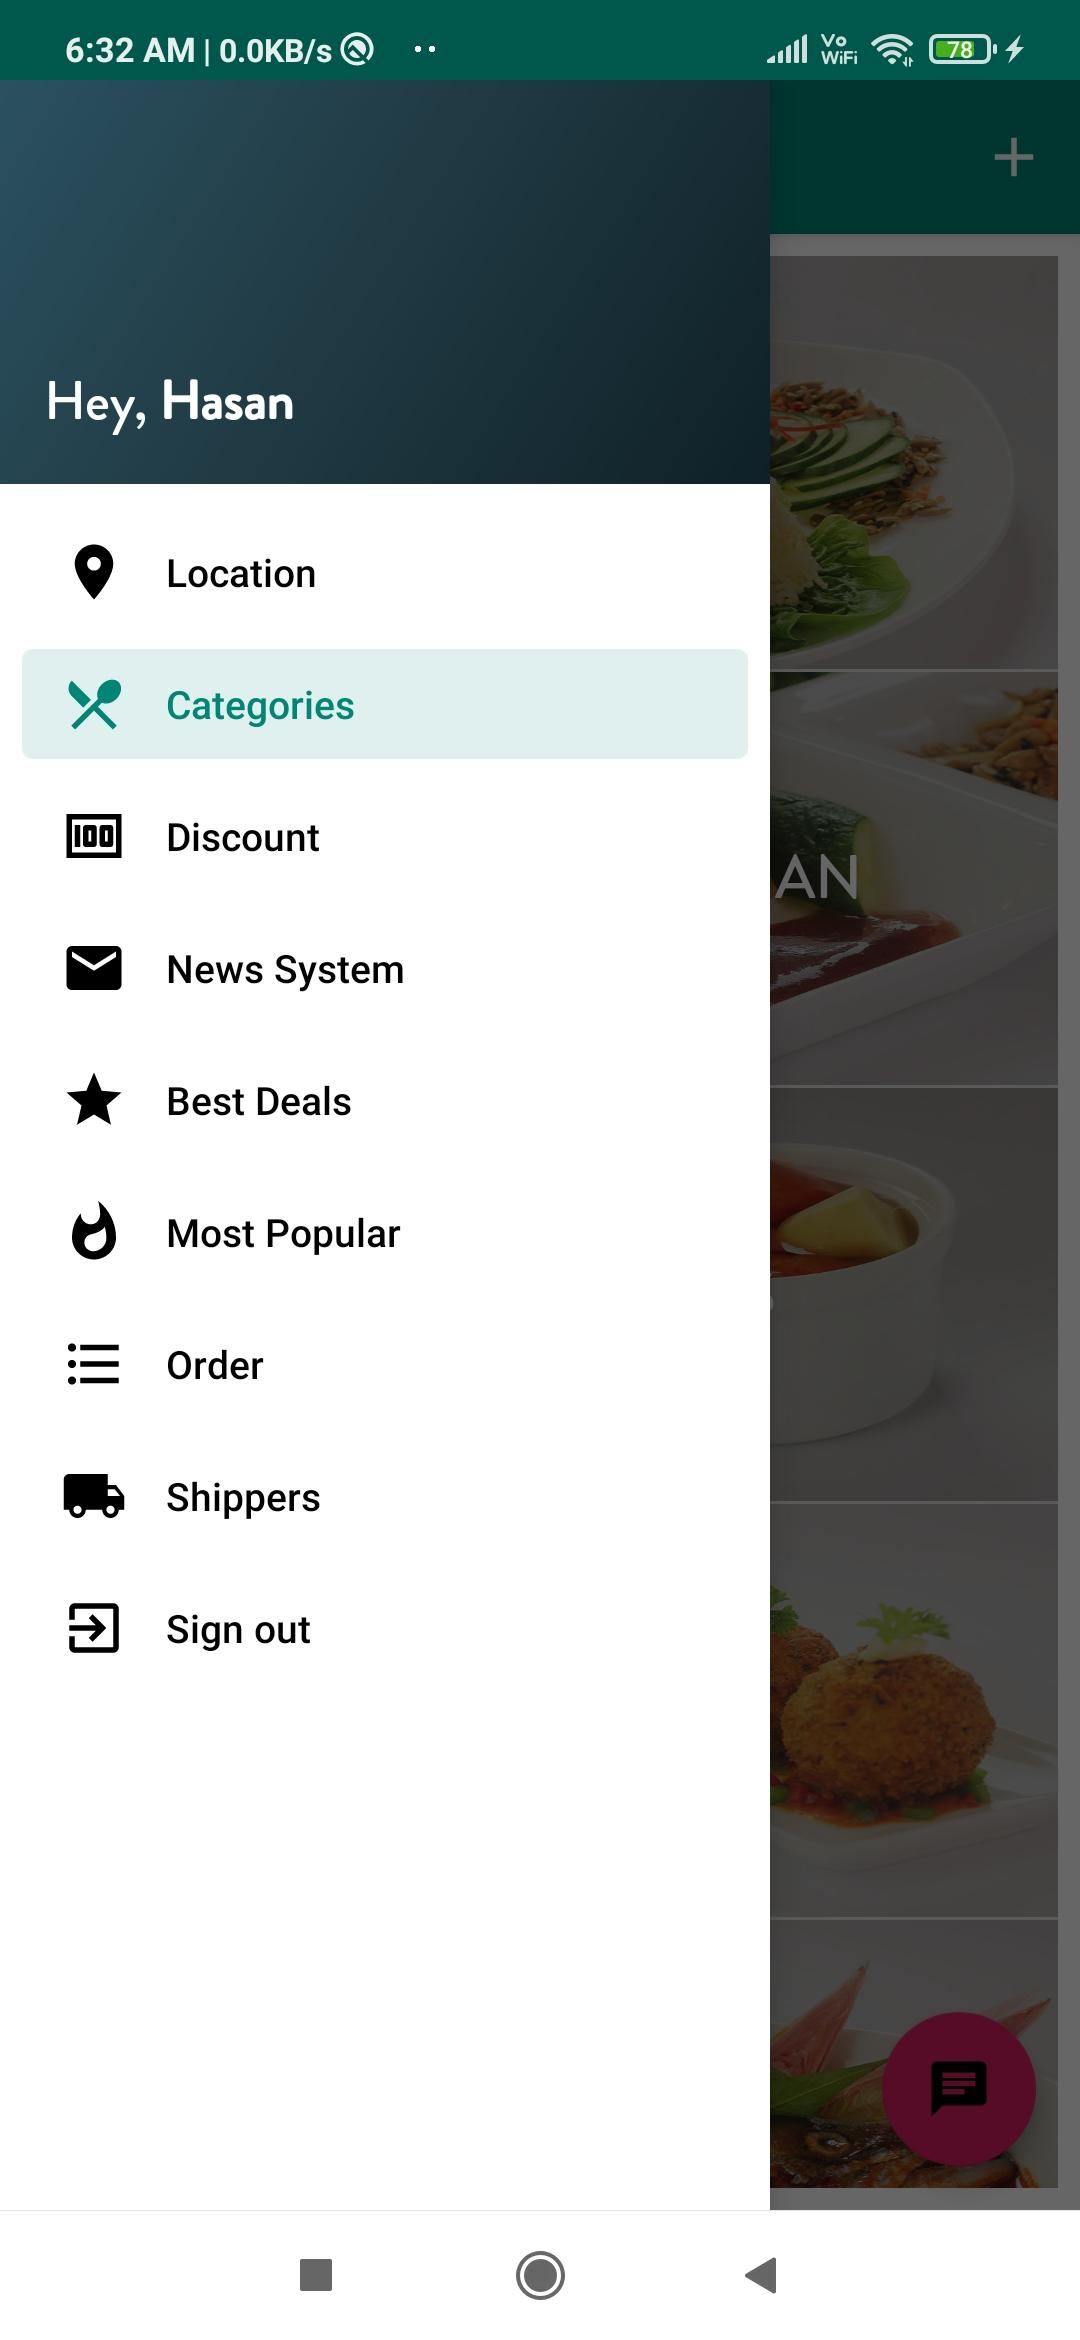 6:32 AM | 0.0KB/s
Vo
WiFi
78
Hey, Hasan
Location
Categories
100
Discount
AN
News System
Best Deals
Most Popular
Order
Shippers
Sign out